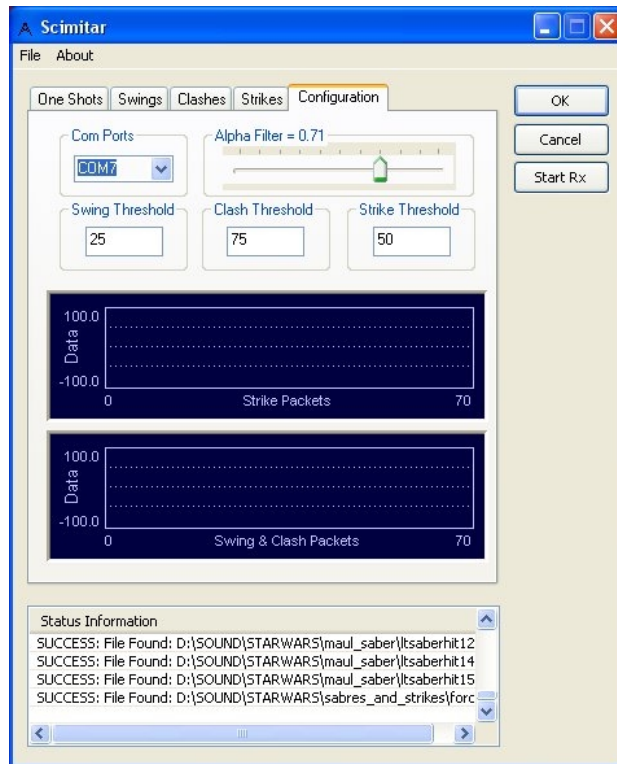 Scimitar
File About
One Shots Swings Clashes Strikes Configuration
OK
Cancel
Start Rx
Com Ports
COM7
Alpha Filter = 0.71
Swing Threshold
25
Clash Threshold
75
Strike Threshold
50
100.0
Data
-100.0
0 Strike Packets 70
100.0
Data
-100.0
0 Swing & Clash Packets 70
Status Information
SUCCESS: File Found: D:\SOUND\STARWARS\maul_saber\ltsaberhit12
SUCCESS: File Found: D:\SOUND\STARWARS\maul_saber\ltsaberhit14
SUCCESS: File Found: D:\SOUND\STARWARS\maul_saber\ltsaberhit15
SUCCESS: File Found: D:\SOUND\STARWARS\sabres_and_strikes\forc